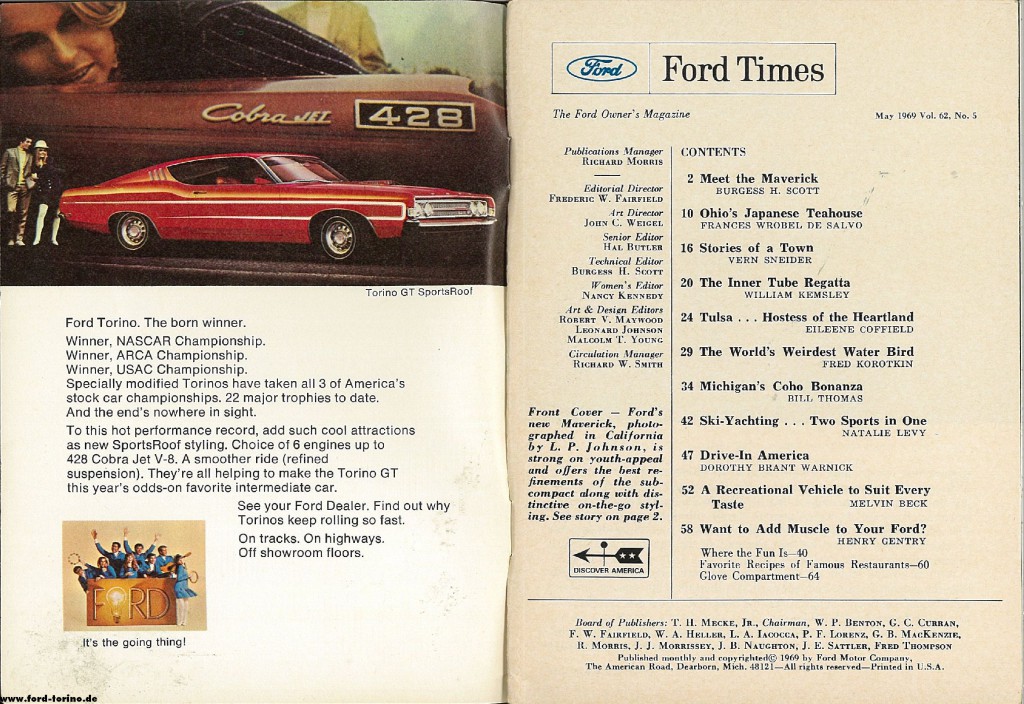 Cobra JET 428
Torino GT SportsRoof
Ford Torino. The born winner.
Winner, NASCAR Championship.
Winner, ARCA Championship.
Winner, USAC Championship.
Specially modified Torinos have taken all 3 of America's
stock car championships. 22 major trophies to date.
And the end's nowhere in sight.
To this hot performance record, add such cool attractions
as new SportsRoof styling. Choice of 6 engines up to
428 Cobra Jet V-8. A smoother ride (refined
suspension). They're all helping to make the Torino GT
this year's odds-on favorite intermediate car.
See your Ford Dealer. Find out why
Torinos keep rolling so fast.
On tracks. On highways.
Off showroom floors.
FORD
It's the going thing!
www.ford-torino.de
Ford
Ford Times
The Ford Owner's Magazine
May 1969 Vol. 62, No. 5
Publications Manager
Richard Morris
Editorial Director
Frederic W. Fairfield
Art Director
John C. Weigel
Senior Editor
Hal Butler
Technical Editor
Burgess H. Scott
Women's Editor
Nancy Kennedy
Art & Design Editors
Robert V. Maywood
Leonard Johnson
Malcolm T. Young
Circulation Manager
Richard W. Smith
Front Cover — Ford's
new Maverick, photo-
graphed in California
by L. P. Johnson, is
strong on youth-appeal
and offers the best re-
finements of the sub-
compact along with dis-
tinctive on-the-go styl-
ing. See story on page 2.
DISCOVER AMERICA
CONTENTS
2 Meet the Maverick
BURGESS H. SCOTT
10 Ohio's Japanese Teahouse
FRANCES WROBEL DE SALVO
16 Stories of a Town
VERN SNEIDER
20 The Inner Tube Regatta
WILLIAM KEMSLEY
24 Tulsa . . . Hostess of the Heartland
EILEENE COFFIELD
29 The World's Weirdest Water Bird
FRED KOROTKIN
34 Michigan's Coho Bonanza
BILL THOMAS
42 Ski-Yachting . . . Two Sports in One
NATALIE LEVY
47 Drive-In America
DOROTHY BRANT WARNICK
52 A Recreational Vehicle to Suit Every
Taste MELVIN BECK
58 Want to Add Muscle to Your Ford?
HENRY GENTRY
Where the Fun Is—40
Favorite Recipes of Famous Restaurants—60
Glove Compartment—64
Board of Publishers: T. H. Mecke, Jr., Chairman, W. P. Benton, G. C. Curran,
F. W. Fairfield, W. A. Heller, L. A. Iacocca, P. F. Lorenz, G. B. MacKenzie,
R. Morris, J. J. Morrissey, J. B. Naughton, J. E. Sattler, Fred Thompson
Published monthly and copyrighted© 1969 by Ford Motor Company,
The American Road, Dearborn, Mich. 48121—All rights reserved—Printed in U.S.A.